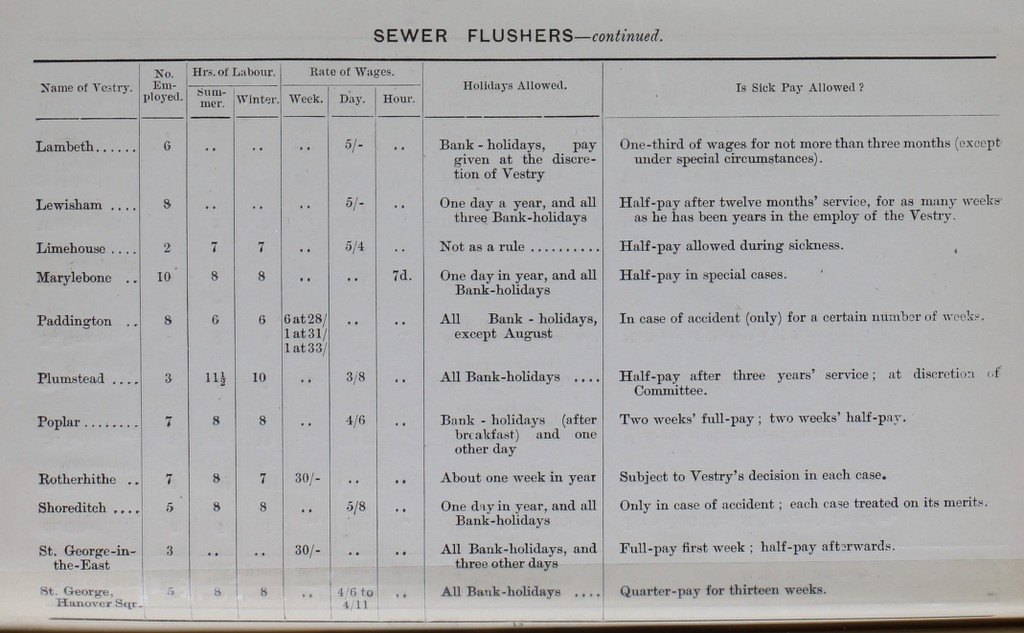 SEWER FLUSHERS—continued.
Name of Vestry. No. Em-ployed. Hrs. of Labour. Rate of Wages. Holidays Allowed. Is Sick Pay Allowed ?
Sum-mer. Winter. Week. Day. Hour.
Lambeth...... 6 .. .. .. 5/- .. Bank - holidays, pay One-third of wages for not more than three months (except
given at the discre- under special circumstances).
tion of Vestry
Lewisham .... 8 .. .. .. 5/- .. One day a year, and all Half-pay after twelve months' service, for as many weeks
three Bank-holidays as he has been years in the employ of the Vestry.
Limehouse .... 2 7 7 .. 5/4 .. Not as a rule .......... Half-pay allowed during sickness.
Marylebone .. 10 8 8 .. .. 7d. One day in year, and all Half-pay in special cases.
Bank-holidays
Paddington .. 8 6 6 6 at 28/ .. .. All Bank - holidays, In case of accident (only) for a certain number of weeks.
1 at 31/ except August
1 at 33/
Plumstead .... 3 11½ 10 .. 3/8 .. All Bank-holidays .... Half-pay after three years' service; at discretion of
Committee.
Poplar........ 7 8 8 .. 4/6 .. Bank - holidays (after Two weeks' full-pay; two weeks' half-pay.
breakfast) and one
other day
Rotherhithe .. 7 8 7 30/- .. .. About one week in year Subject to Vestry's decision in each case.
Shoreditch .... 5 8 8 .. 5/8 .. One day in year, and all Only in case of accident; each case treated on its merits.
Bank-holidays
St. George-in- 3 .. .. 30/- .. .. All Bank-holidays, and Full-pay first week; half-pay afterwards.
the-East three other days
St. George, 5 8 8 .. 4/6 to .. All Bank-holidays .... Quarter-pay for thirteen weeks.
Hanover Sqr. 4/11